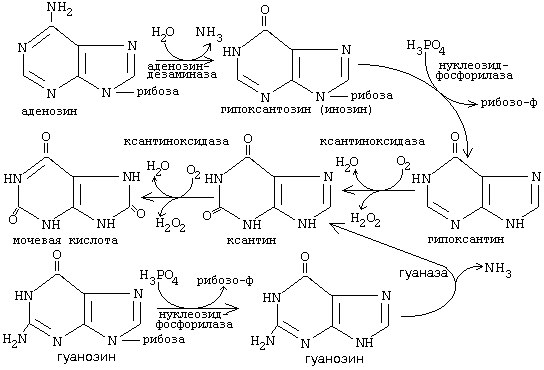 NH2
N N
N N рибоза
аденозин
H2O NH3
аденозин-
дезаминаза
O
HN N
N N рибоза
гипоксантозин (инозин)
H3PO4
нуклеозид-
фосфорилаза
рибозо-ф
O
HN N
N NH
гипоксантин
ксантиноксидаза
H2O O2
H2O2
O
HN N
O NH NH
ксантин
ксантиноксидаза
H2O O2
H2O2
O
HN NH
O NH NH O
мочевая кислота
O
HN N
H2N N N рибоза
гуанозин
H3PO4 рибозо-ф
нуклеозид-
фосфорилаза
O
HN N
H2N N NH
гуанозин
гуаназа
NH3